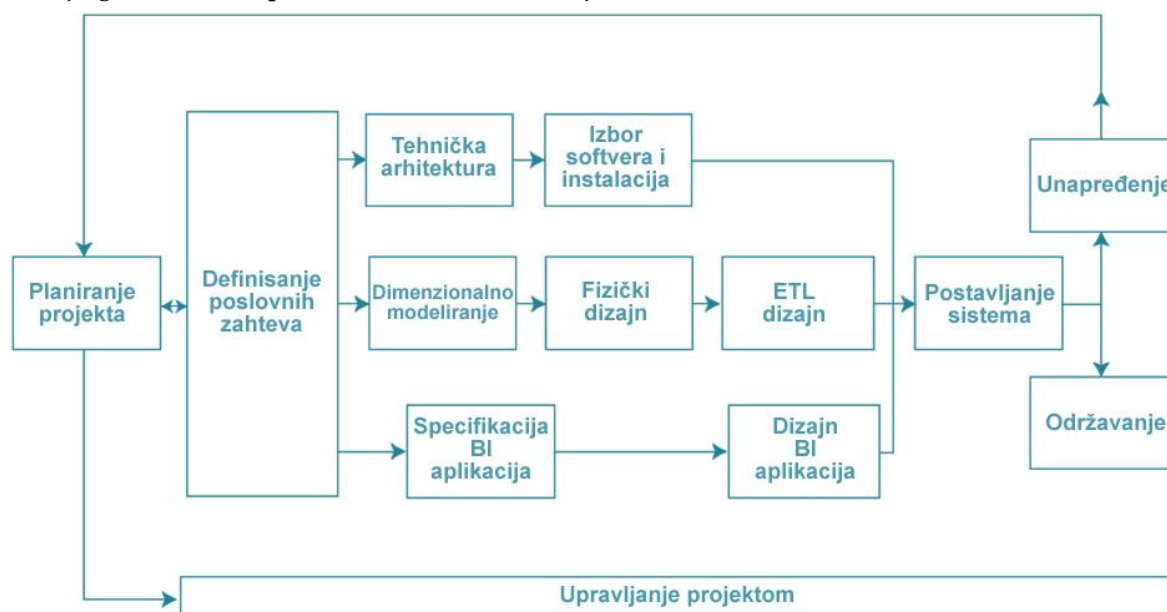 Tehnička
arhitektura
Izbor
softvera i
instalacija
Unapređenje
Planiranje
projekta
Definisanje
poslovnih
zahteva
Dimenzionalno
modeliranje
Fizički
dizajn
ETL
dizajn
Postavljanje
sistema
Specifikacija
BI
aplikacija
Dizajn
BI
aplikacija
Održavanje
Upravljanje projektom